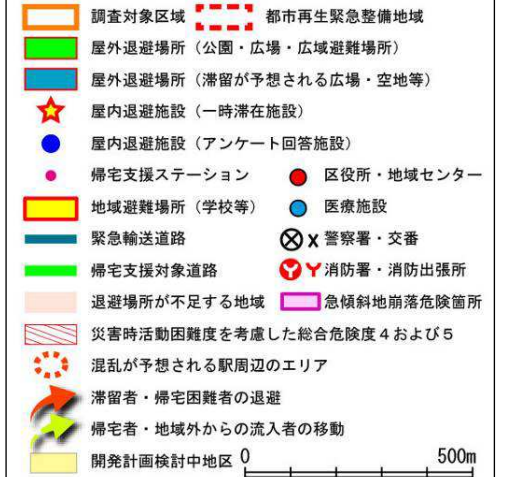 調査対象区域 都市再生緊急整備地域
屋外退避場所（公園・広場・広域避難場所）
屋外退避場所（滞留が予想される広場・空地等）
屋内退避施設（一時滞在施設）
屋内退避施設（アンケート回答施設）
帰宅支援ステーション 区役所・地域センター
地域避難場所（学校等） 医療施設
緊急輸送道路 警察署・交番
帰宅支援対象道路 消防署・消防出張所
退避場所が不足する地域 急傾斜地崩落危険箇所
災害時活動困難度を考慮した総合危険度４および５
混乱が予想される駅周辺のエリア
滞留者・帰宅困難者の退避
帰宅者・地域外からの流入者の移動
開発計画検討中地区 0 500m